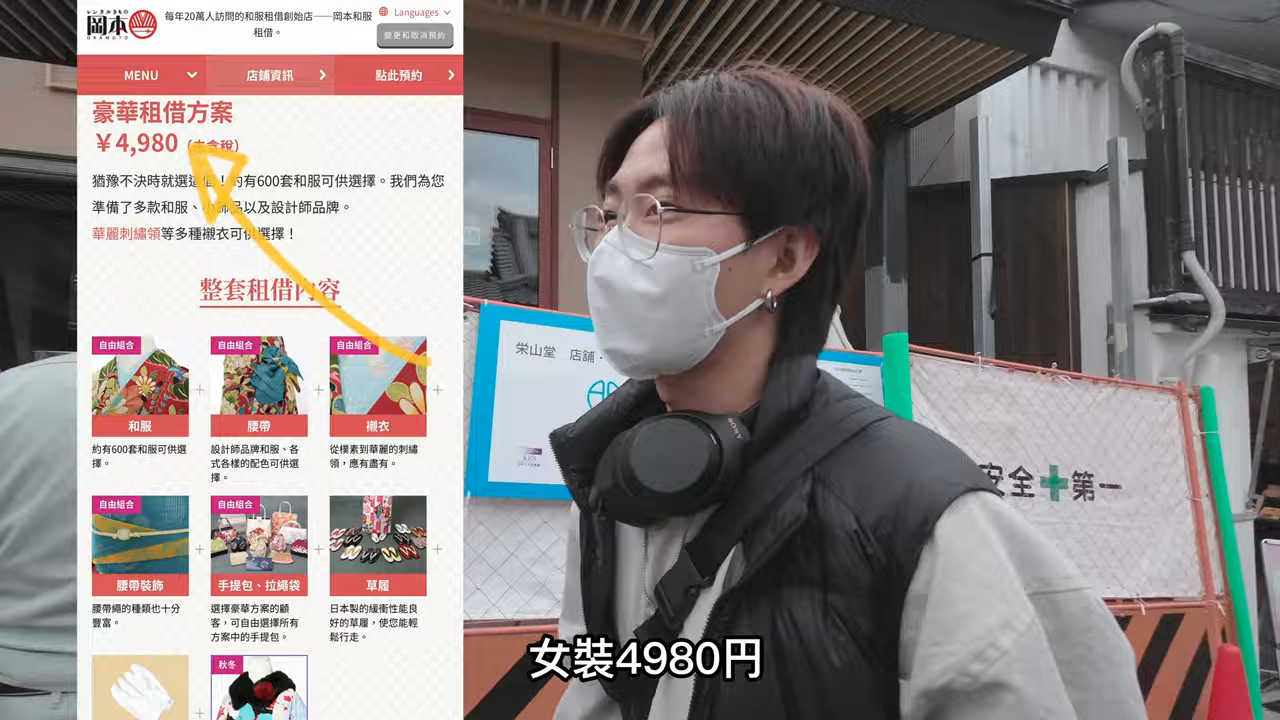 レンタルきもの
岡本
OKAMOTO
每年20萬人訪問的和服租借創始店——岡本和服
租借。
Languages
變更和取消預約
MENU
店鋪資訊
點此預約
豪華租借方案
¥4,980 (未含稅)
猶豫不決時就選這個！約有600套和服可供選擇。我們為您
準備了多款和服、小飾品以及設計師品牌。
華麗刺繡領等多種襯衣可供選擇！
整套租借內容
自由組合
自由組合
自由組合
和服
腰帶
襯衣
約有600套和服可供選
擇。
設計師品牌和服、各
式各樣的配色可供選
擇。
從樸素到華麗的刺繡
領，應有盡有。
自由組合
自由組合
腰帶裝飾
手提包、拉繩袋
草履
腰帶繩的種類也十分
豐富。
選擇豪華方案的顧
客，可自由選擇所有
方案中的手提包。
日本製的緩衝性能良
好的草履，使您能輕
鬆行走。
秋冬
栄山堂 店舗・
SONY
安全第一
女裝4980円